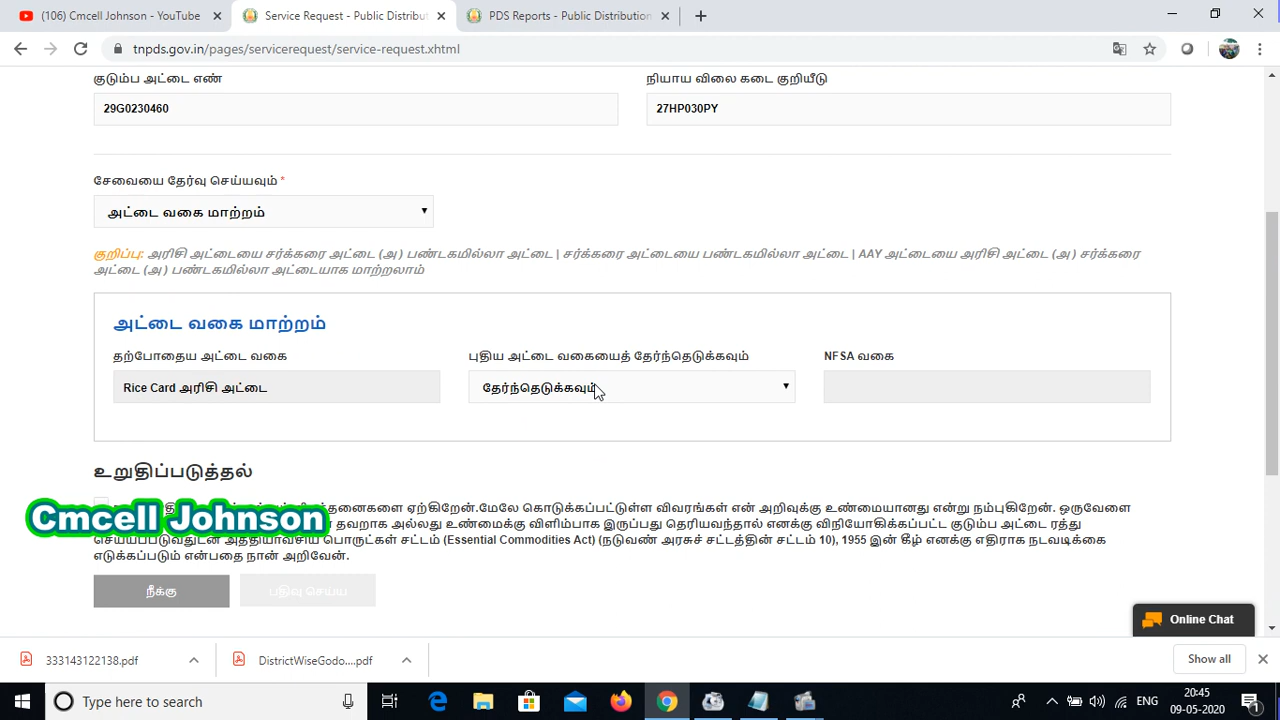 (106) Cmcell Johnson - YouTube
Service Request - Public Distribut
PDS Reports - Public Distribution
tnpds.gov.in/pages/servicerequest/service-request.xhtml
குடும்ப அட்டை எண்
நியாய விலை கடை குறியீடு
29G0230460
27HP030PY
சேவையை தேர்வு செய்யவும் *
அட்டை வகை மாற்றம்
குறிப்பு: அரிசி அட்டையை சர்க்கரை அட்டை (அ) பண்டகமில்லா அட்டை | சர்க்கரை அட்டையை பண்டகமில்லா அட்டை | AAY அட்டையை அரிசி அட்டை (அ) சர்க்கரை
அட்டை (அ) பண்டகமில்லா அட்டையாக மாற்றலாம்
அட்டை வகை மாற்றம்
தற்போதைய அட்டை வகை
புதிய அட்டை வகையைத் தேர்ந்தெடுக்கவும்
NFSA வகை
Rice Card அரிசி அட்டை
தேர்ந்தெடுக்கவும்
உறுதிப்படுத்தல்
ஏற்கிறேன்.மேலே கொடுக்கப்பட்டுள்ள விவரங்கள் என் அறிவுக்கு உண்மையானது என்று நம்புகிறேன். ஒருவேளை
Cmcell Johnson
தவறாக அல்லது உண்மைக்கு விளிம்பாக இருப்பது தெரியவந்தால் எனக்கு விநியோகிக்கப்பட்ட குடும்ப அட்டை ரத்து
செய்யப்படுவதுடன் அத்தியாவசிய பொருட்கள் சட்டம் (Essential Commodities Act) (நடுவண் அரசுச் சட்டத்தின் சட்டம் 10), 1955 இன் கீழ் எனக்கு எதிராக நடவடிக்கை
எடுக்கப்படும் என்பதை நான் அறிவேன்.
நீக்கு
பதிவு செய்ய
Online Chat
333143122138.pdf
DistrictWiseGodo....pdf
Show all
Type here to search
ENG
20:45
09-05-2020